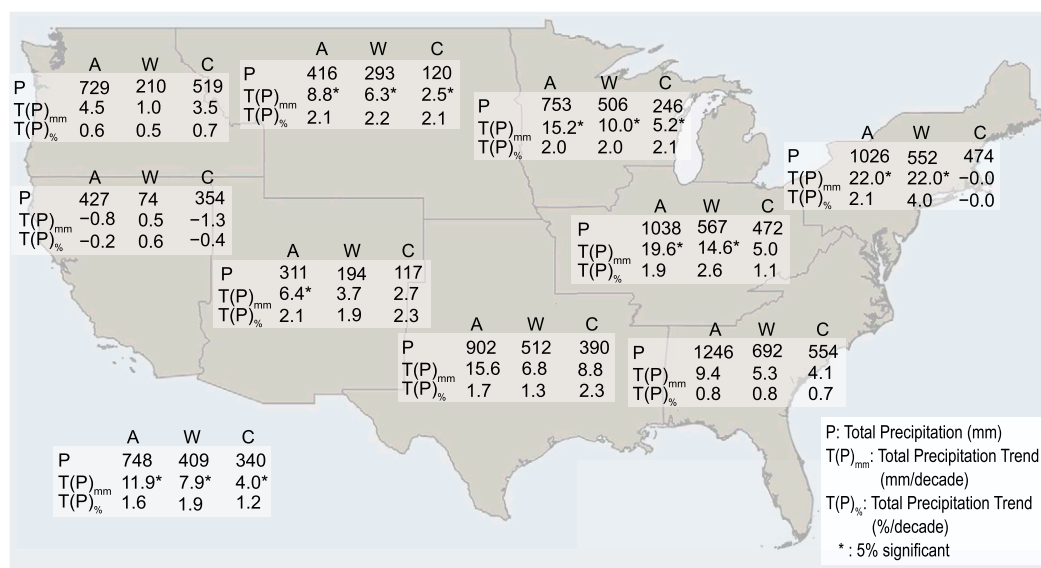 A W C
P 729 210 519
T(P)mm 4.5 1.0 3.5
T(P)% 0.6 0.5 0.7
A W C
P 416 293 120
T(P)mm 8.8* 6.3* 2.5*
T(P)% 2.1 2.2 2.1
A W C
P 753 506 246
T(P)mm 15.2* 10.0* 5.2*
T(P)% 2.0 2.0 2.1
A W C
P 1026 552 474
T(P)mm 22.0* 22.0* −0.0
T(P)% 2.1 4.0 −0.0
A W C
P 427 74 354
T(P)mm −0.8 0.5 −1.3
T(P)% −0.2 0.6 −0.4
A W C
P 1038 567 472
T(P)mm 19.6* 14.6* 5.0
T(P)% 1.9 2.6 1.1
A W C
P 311 194 117
T(P)mm 6.4* 3.7 2.7
T(P)% 2.1 1.9 2.3
A W C
P 902 512 390
T(P)mm 15.6 6.8 8.8
T(P)% 1.7 1.3 2.3
A W C
P 1246 692 554
T(P)mm 9.4 5.3 4.1
T(P)% 0.8 0.8 0.7
A W C
P 748 409 340
T(P)mm 11.9* 7.9* 4.0*
T(P)% 1.6 1.9 1.2
P: Total Precipitation (mm)
T(P)mm: Total Precipitation Trend
(mm/decade)
T(P)%: Total Precipitation Trend
(%/decade)
* : 5% significant